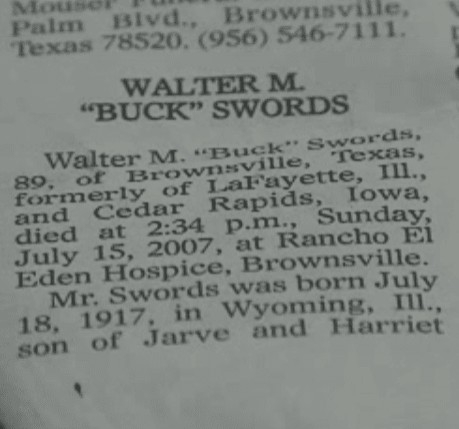 Mouser Funeral
Palm Blvd., Brownsville,
Texas 78520. (956) 546-7111.
WALTER M.
“BUCK” SWORDS
Walter M. “Buck” Swords,
89, of Brownsville, Texas,
formerly of LaFayette, Ill.,
and Cedar Rapids, Iowa,
died at 2:34 p.m., Sunday,
July 15, 2007, at Rancho El
Eden Hospice, Brownsville.
Mr. Swords was born July
18, 1917, in Wyoming, Ill.,
son of Jarve and Harriet